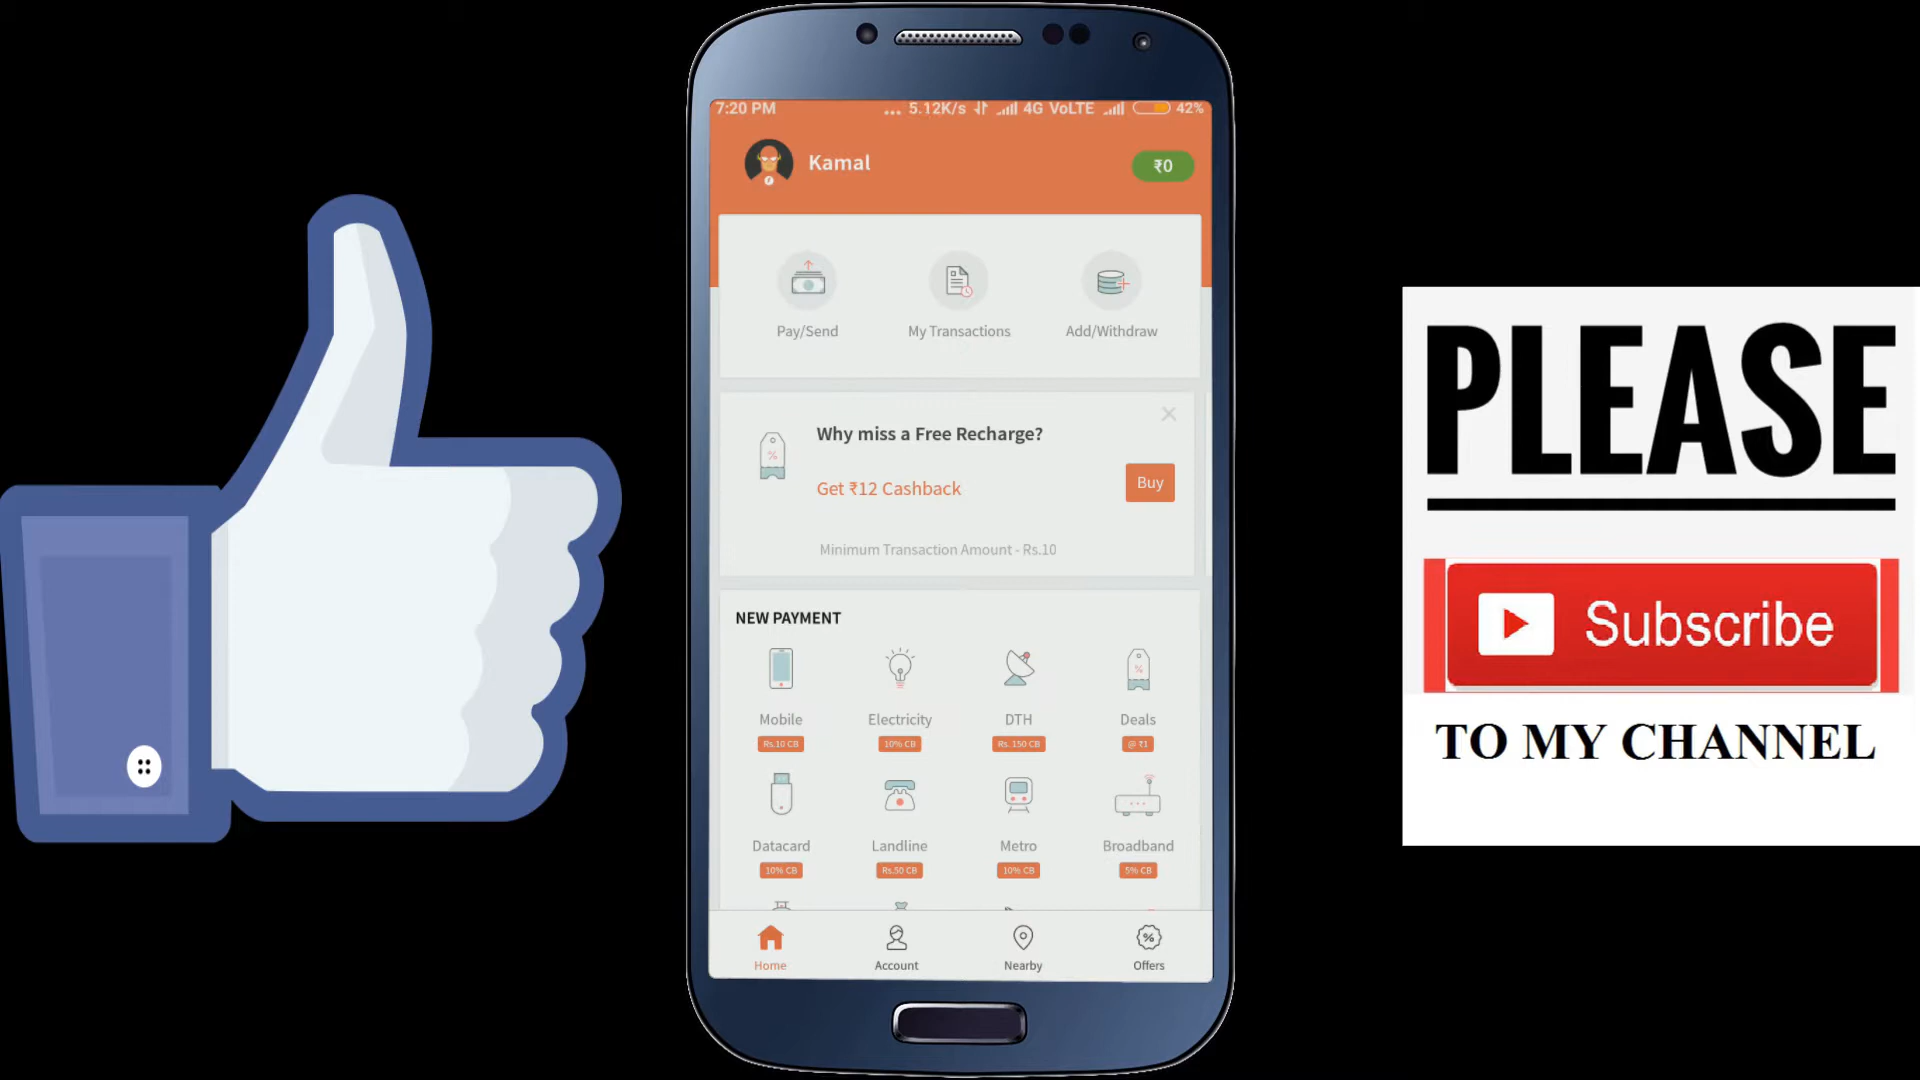 7:20 PM ... 5.12K/s 4G VoLTE 42%
Kamal
₹0
Pay/Send My Transactions Add/Withdraw
Why miss a Free Recharge?
Get ₹12 Cashback
Buy
Minimum Transaction Amount - Rs.10
NEW PAYMENT
Mobile Electricity DTH Deals
Rs.10 CB 10% CB Rs. 150 CB @ ₹1
Datacard Landline Metro Broadband
10% CB Rs.50 CB 10% CB 5% CB
Home Account Nearby Offers
PLEASE
Subscribe
TO MY CHANNEL